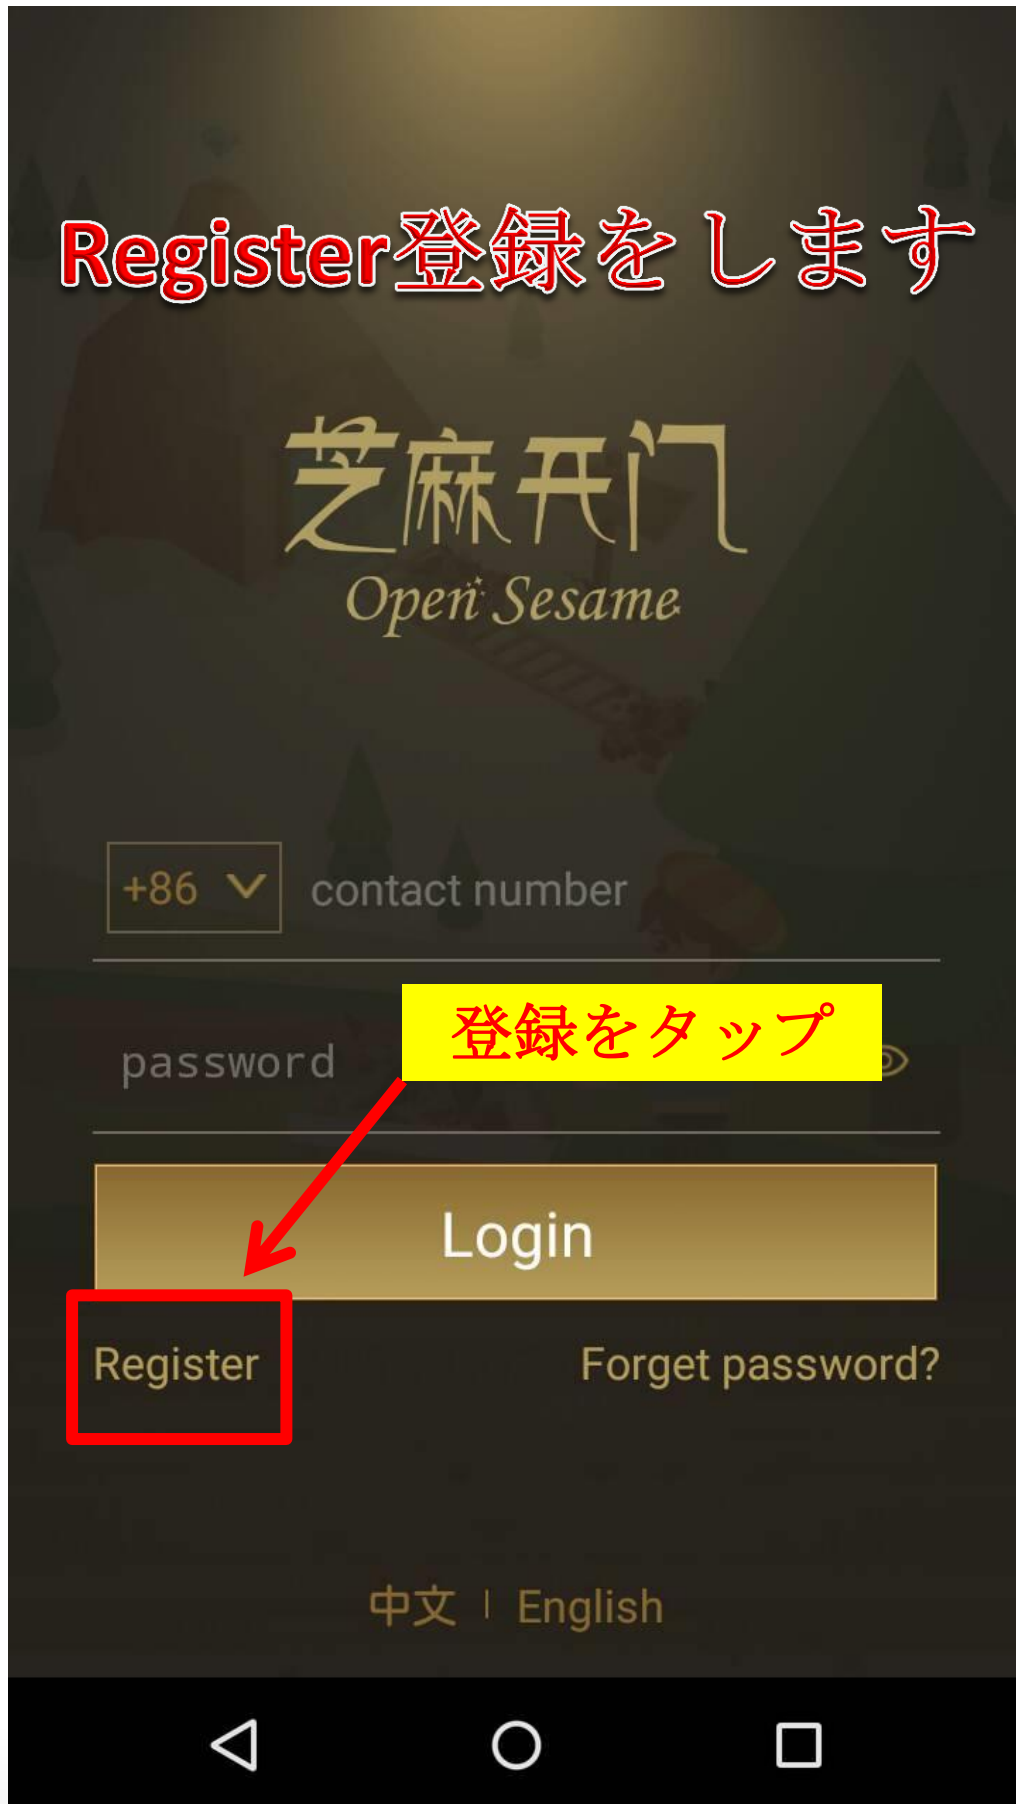 Register登録をします
芝麻开门
Open Sesame
+86 contact number
登録をタップ
password
Login
Register Forget password?
中文 | English